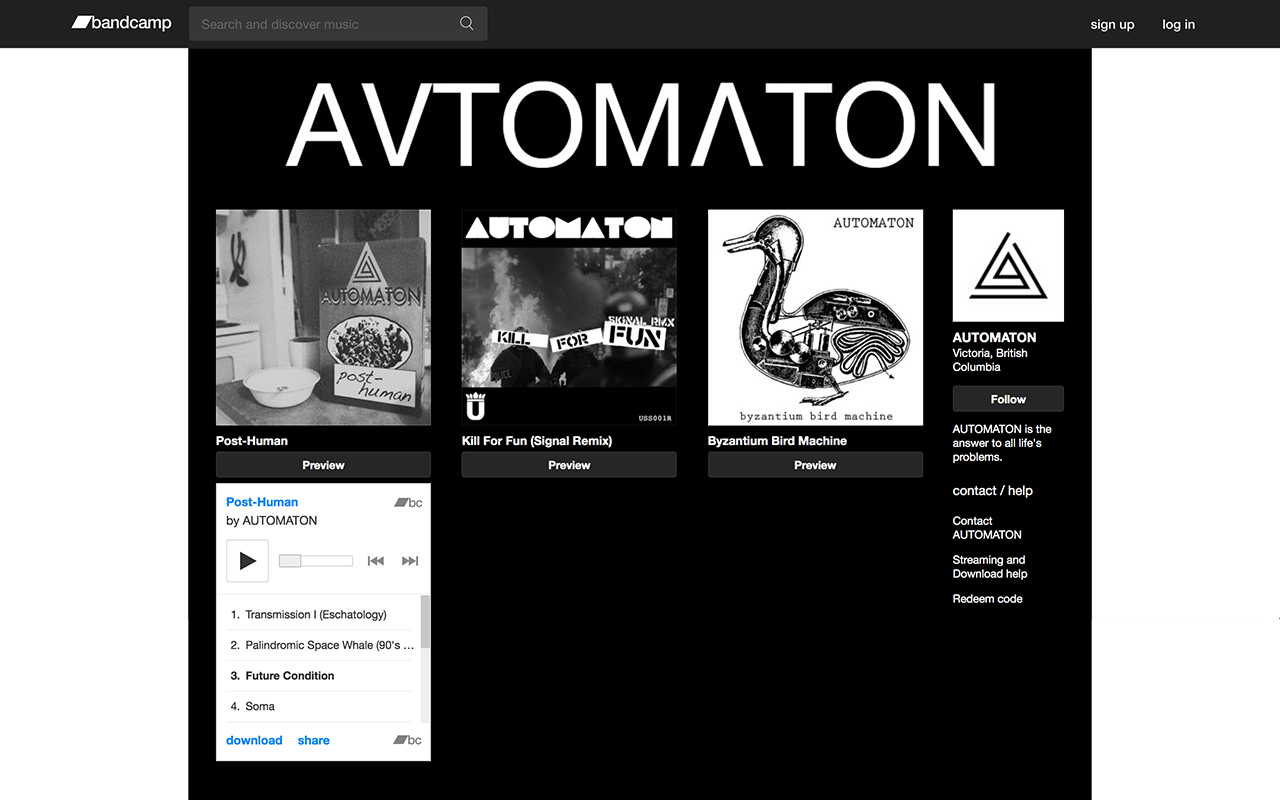 bandcamp
Search and discover music
sign up
log in
AVTOMΛTON
AUTOMATON
post-
human
AUTOMATON
KILL FOR FUN
SIGNAL RMX
POLICE
U
USS001R
AUTOMATON
byzantium bird machine
Post-Human
Preview
Kill For Fun (Signal Remix)
Preview
Byzantium Bird Machine
Preview
Post-Human
bc
by AUTOMATON
1. Transmission I (Eschatology)
2. Palindromic Space Whale (90's ...
3. Future Condition
4. Soma
download
share
bc
AUTOMATON
Victoria, British
Columbia
Follow
AUTOMATON is the
answer to all life's
problems.
contact / help
Contact
AUTOMATON
Streaming and
Download help
Redeem code